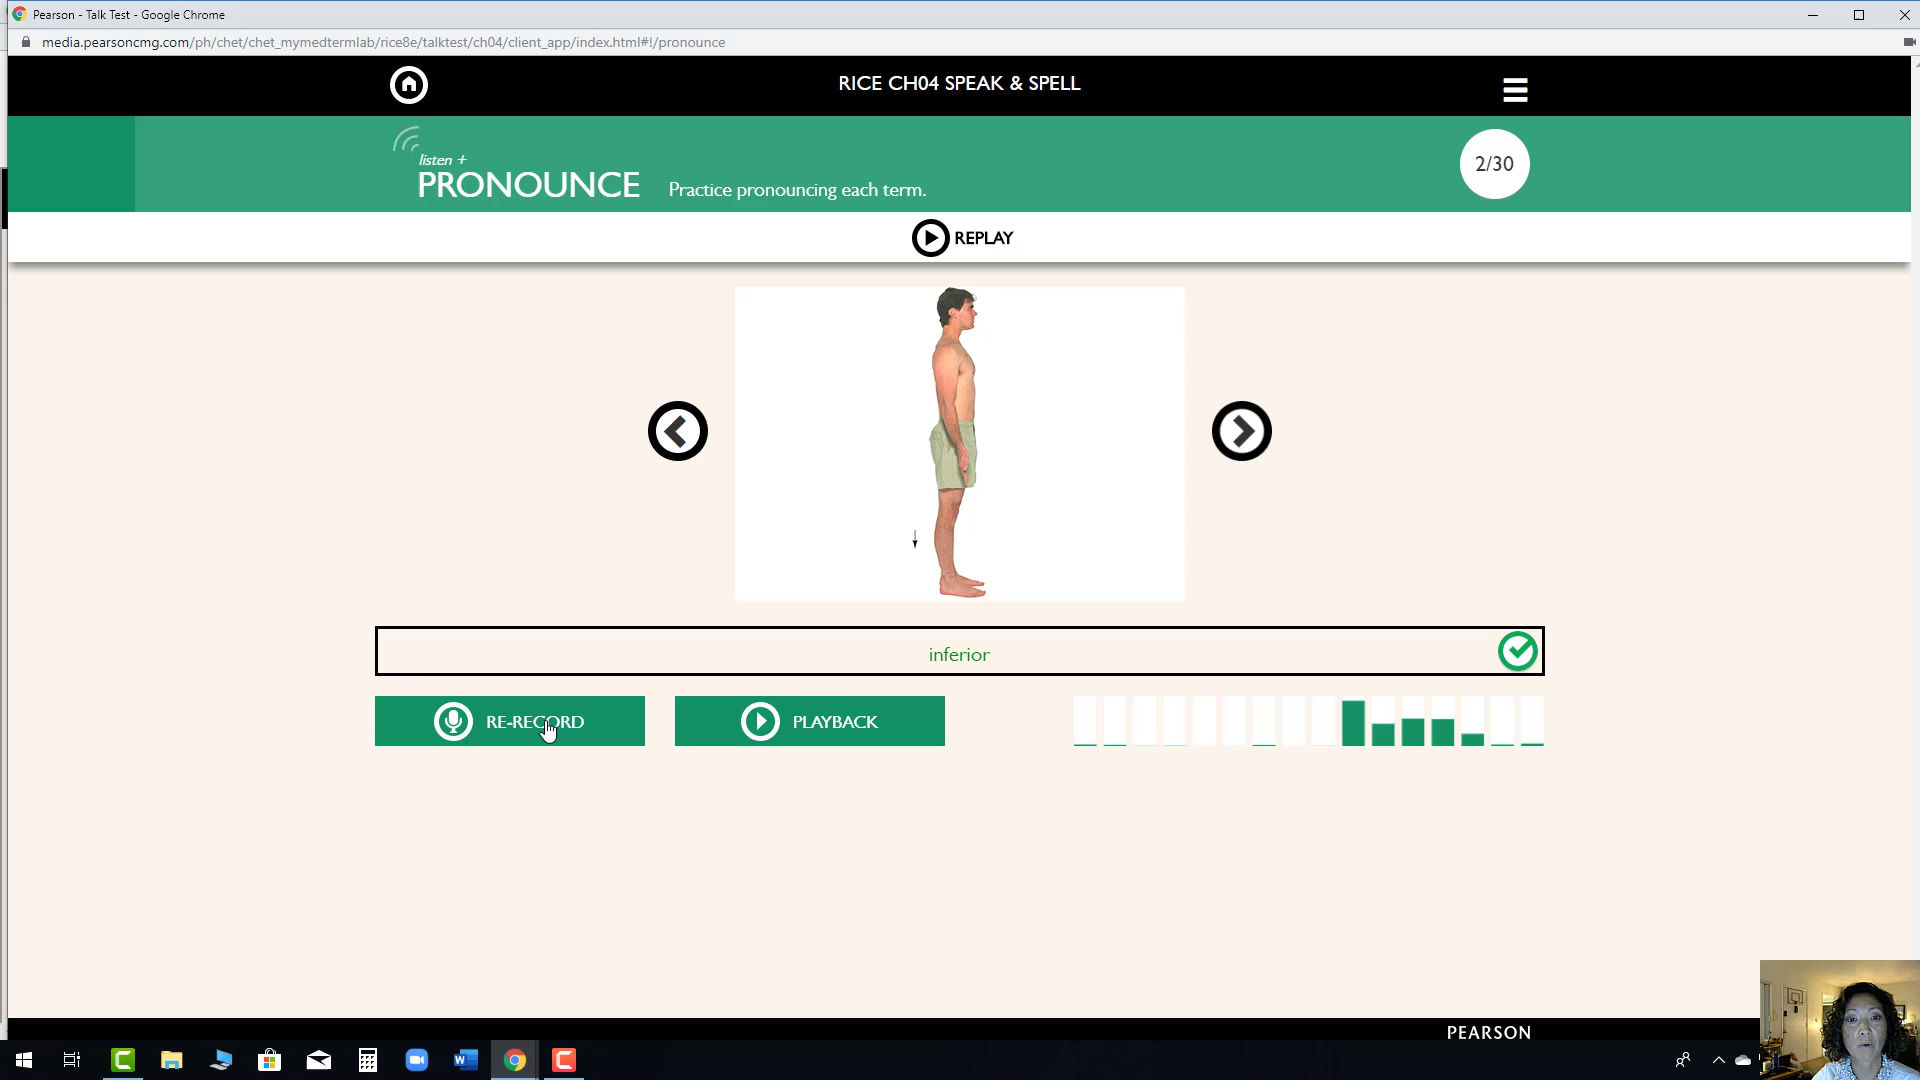 Pearson - Talk Test - Google Chrome
media.pearsoncmg.com/ph/chet/chet_mymedtermlab/rice8e/talktest/ch04/client_app/index.html#!/pronounce
RICE CH04 SPEAK & SPELL
listen +
PRONOUNCE
Practice pronouncing each term.
2/30
REPLAY
inferior
RE-RECORD
PLAYBACK
PEARSON